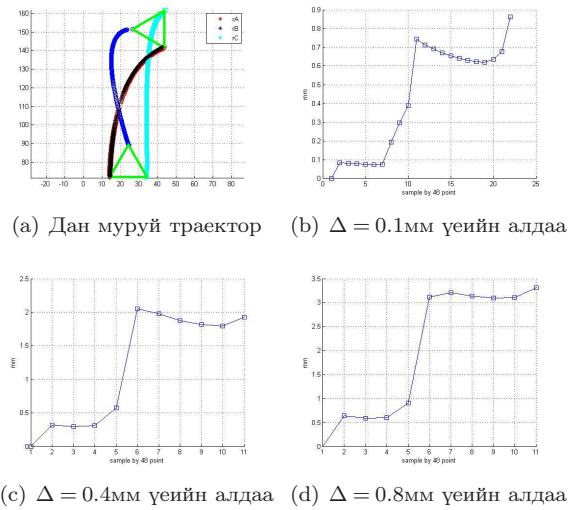 160
150
140
130
120
110
100
90
80
-20 -10 0 10 20 30 40 50 60 70 80
rA
rB
rC
(a) Дан муруй траектор
0.9
0.8
0.7
0.6
0.5
0.4
0.3
0.2
0.1
0
mm
0 5 10 15 20 25
sample by 48 point
(b) Δ = 0.1мм үеийн алдаа
2.5
2
1.5
1
0.5
0
mm
1 2 3 4 5 6 7 8 9 10 11
sample by 48 point
(c) Δ = 0.4мм үеийн алдаа
3.5
3
2.5
2
1.5
1
0.5
0
mm
1 2 3 4 5 6 7 8 9 10 11
sample by 48 point
(d) Δ = 0.8мм үеийн алдаа